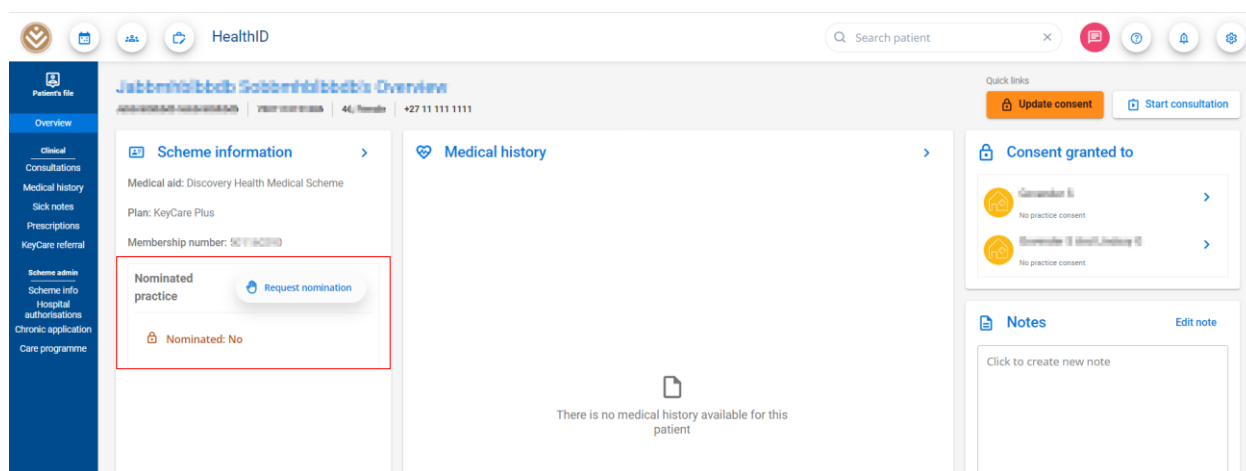 HealthID
Search patient
Patient's file
Overview
Clinical
Consultations
Medical history
Sick notes
Prescriptions
KeyCare referral
Scheme admin
Scheme info
Hospital
authorisations
Chronic application
Care programme
Overview
46, Female
+27 11 111 1111
Quick links
Update consent
Start consultation
Scheme information
Medical aid: Discovery Health Medical Scheme
Plan: KeyCare Plus
Membership number:
Nominated
practice
Request nomination
Nominated: No
Medical history
There is no medical history available for this
patient
Consent granted to
No practice consent
No practice consent
Notes
Edit note
Click to create new note